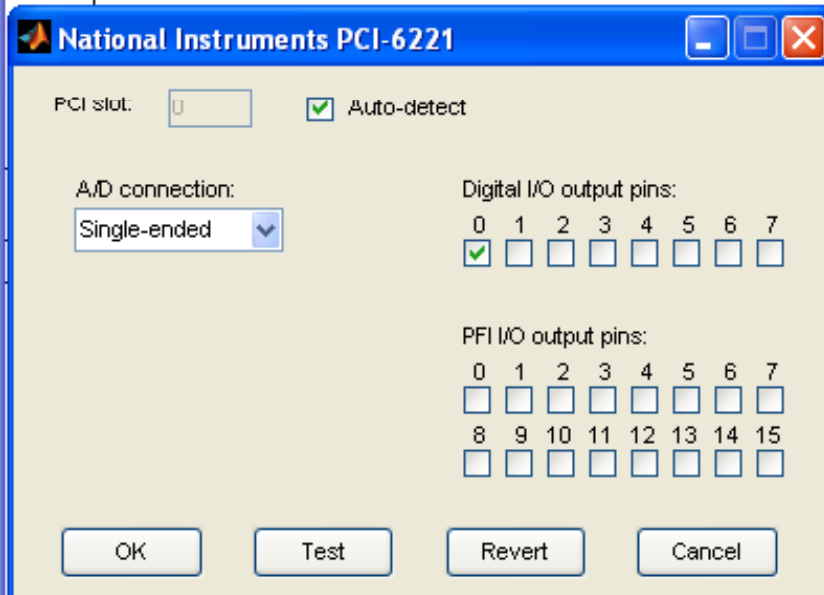 National Instruments PCI-6221
PCI slot: 0 Auto-detect
A/D connection:
Single-ended
Digital I/O output pins:
0 1 2 3 4 5 6 7
PFI I/O output pins:
0 1 2 3 4 5 6 7
8 9 10 11 12 13 14 15
OK Test Revert Cancel